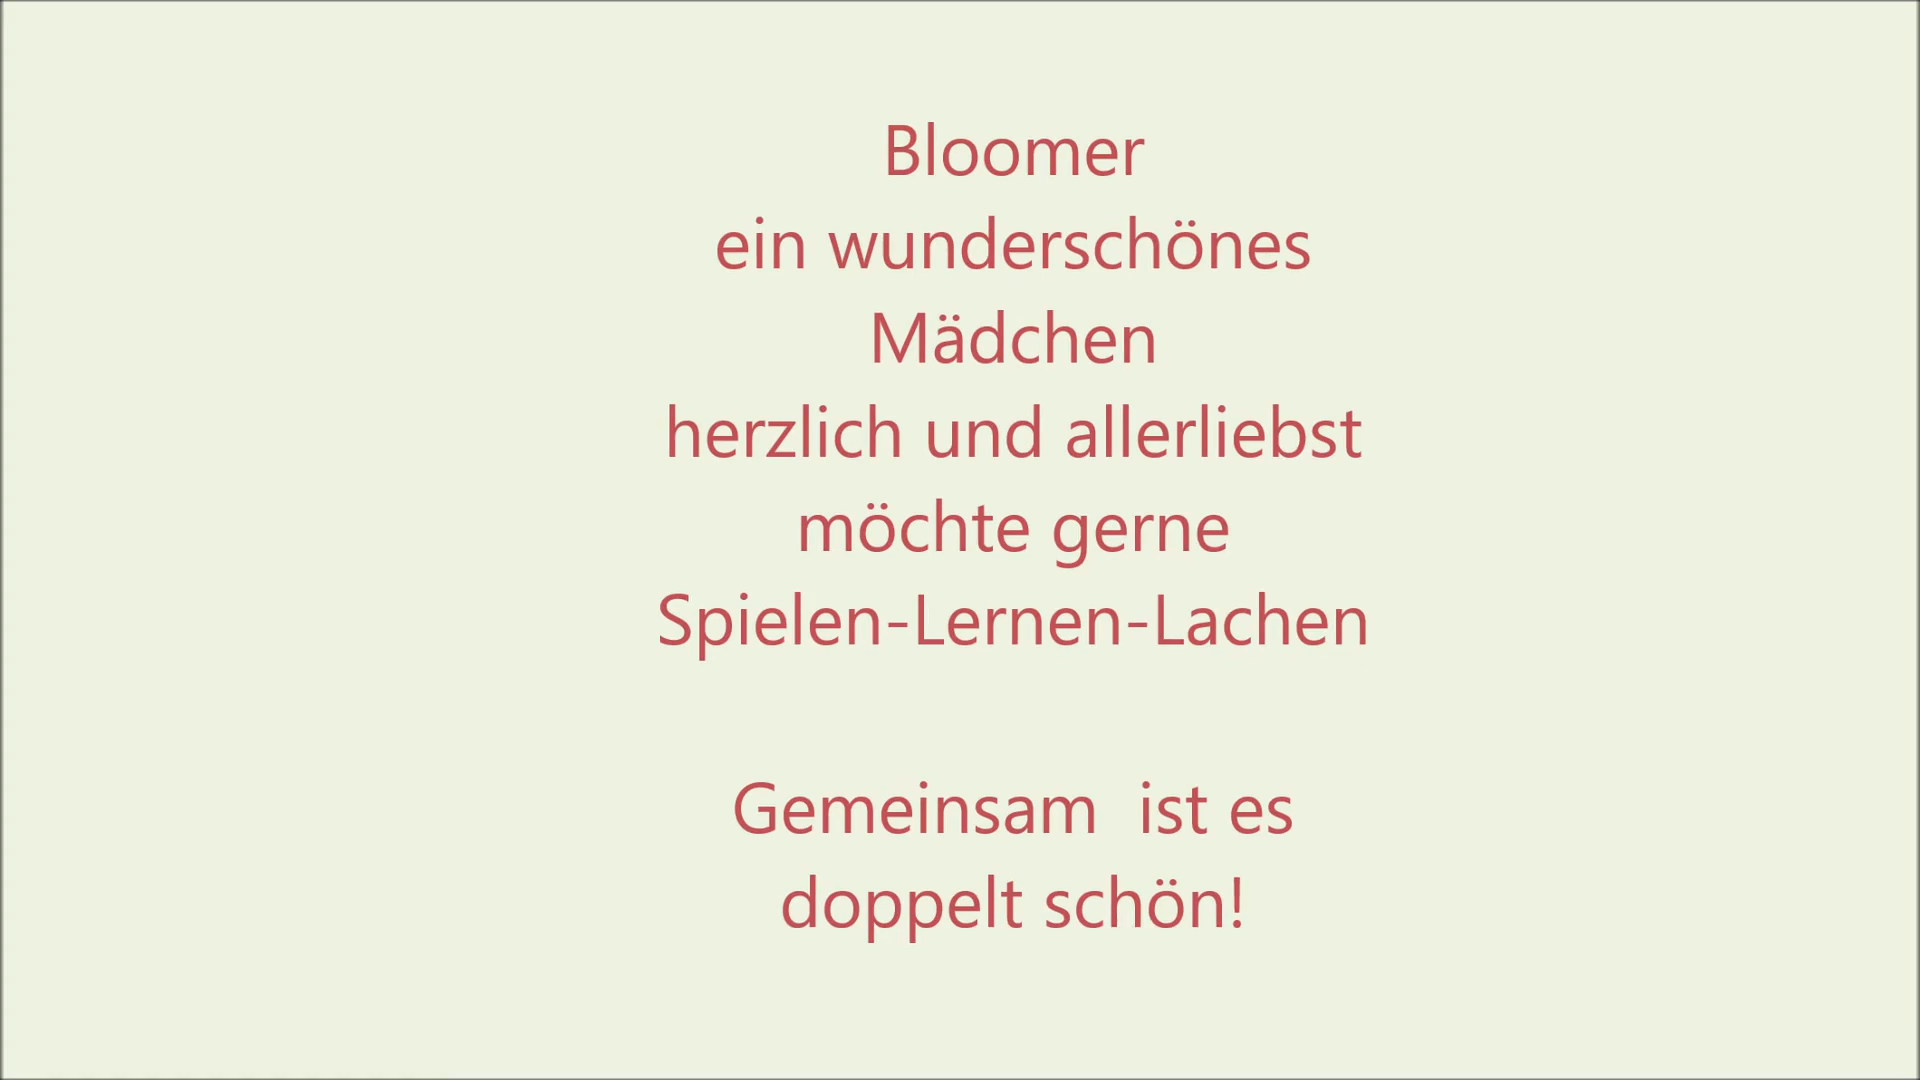 Bloomer
ein wunderschönes
Mädchen
herzlich und allerliebst
möchte gerne
Spielen-Lernen-Lachen
Gemeinsam  ist es
doppelt schön!